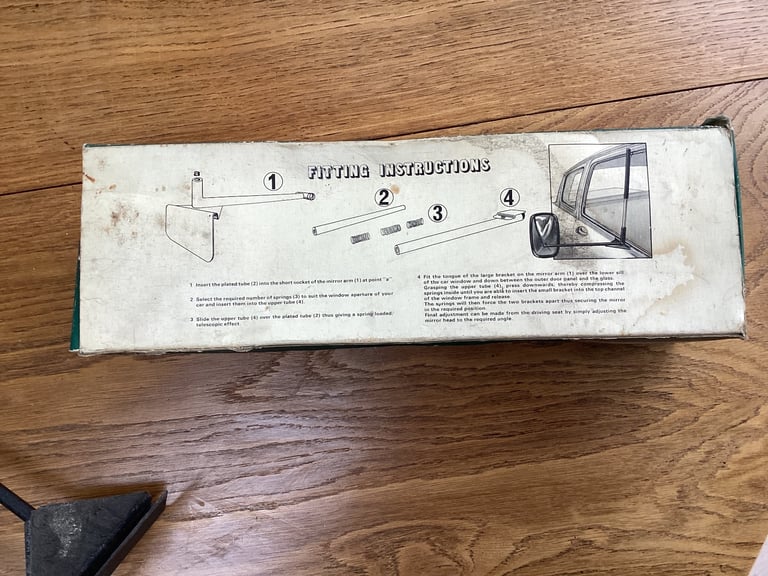 FITTING INSTRUCTIONS
a
1
2
3
4
1 Insert the plated tube (2) into the short socket of the mirror arm (1) at point "a"
2 Select the required number of springs (3) to suit the window aperture of your
car and insert them into the upper tube (4).
3 Slide the upper tube (4) over the plated tube (2) thus giving a spring loaded
telescopic effect.
4 Fit the tongue of the large bracket on the mirror arm (1) over the lower sill
of the car window and down between the outer door panel and the glass.
Grasping the upper tube (4), press downwards, thereby compressing the
springs inside until you are able to insert the small bracket into the top channel
of the window frame and release.
The springs will then force the two brackets apart thus securing the mirror
in the required position.
Final adjustment can be made from the driving seat by simply adjusting the
mirror head to the required angle.